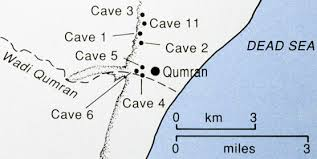 Cave 3
Cave 11
Cave 1
Cave 2
DEAD SEA
Cave 5
Qumran
Wadi Qumran
Cave 6
Cave 4
0 km 3
0 miles 3